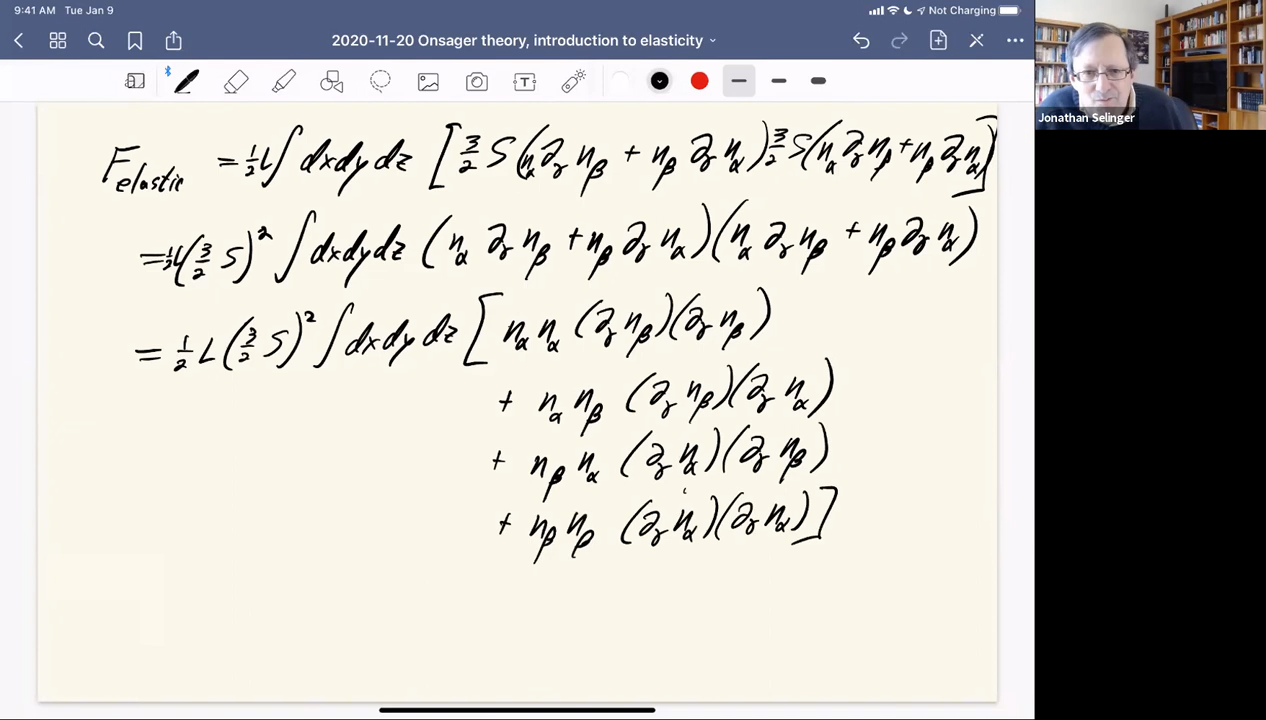 9:41 AM Tue Jan 9
Not Charging
2020-11-20 Onsager theory, introduction to elasticity
Jonathan Selinger
F_elastic = ½L∫dxdydz [3/2 S(n_α ∂_γ n_β + n_β ∂_γ n_α) 3/2 S(n_α ∂_γ n_β + n_β ∂_γ n_α)]
= ½L(3/2 S)² ∫dxdydz (n_α ∂_γ n_β + n_β ∂_γ n_α)(n_α ∂_γ n_β + n_β ∂_γ n_α)
= ½ L (3/2 S)² ∫dxdydz [n_α n_α (∂_γ n_β)(∂_γ n_β)
+ n_α n_β (∂_γ n_β)(∂_γ n_α)
+ n_β n_α (∂_γ n_α)(∂_γ n_β)
+ n_β n_β (∂_γ n_α)(∂_γ n_α)]